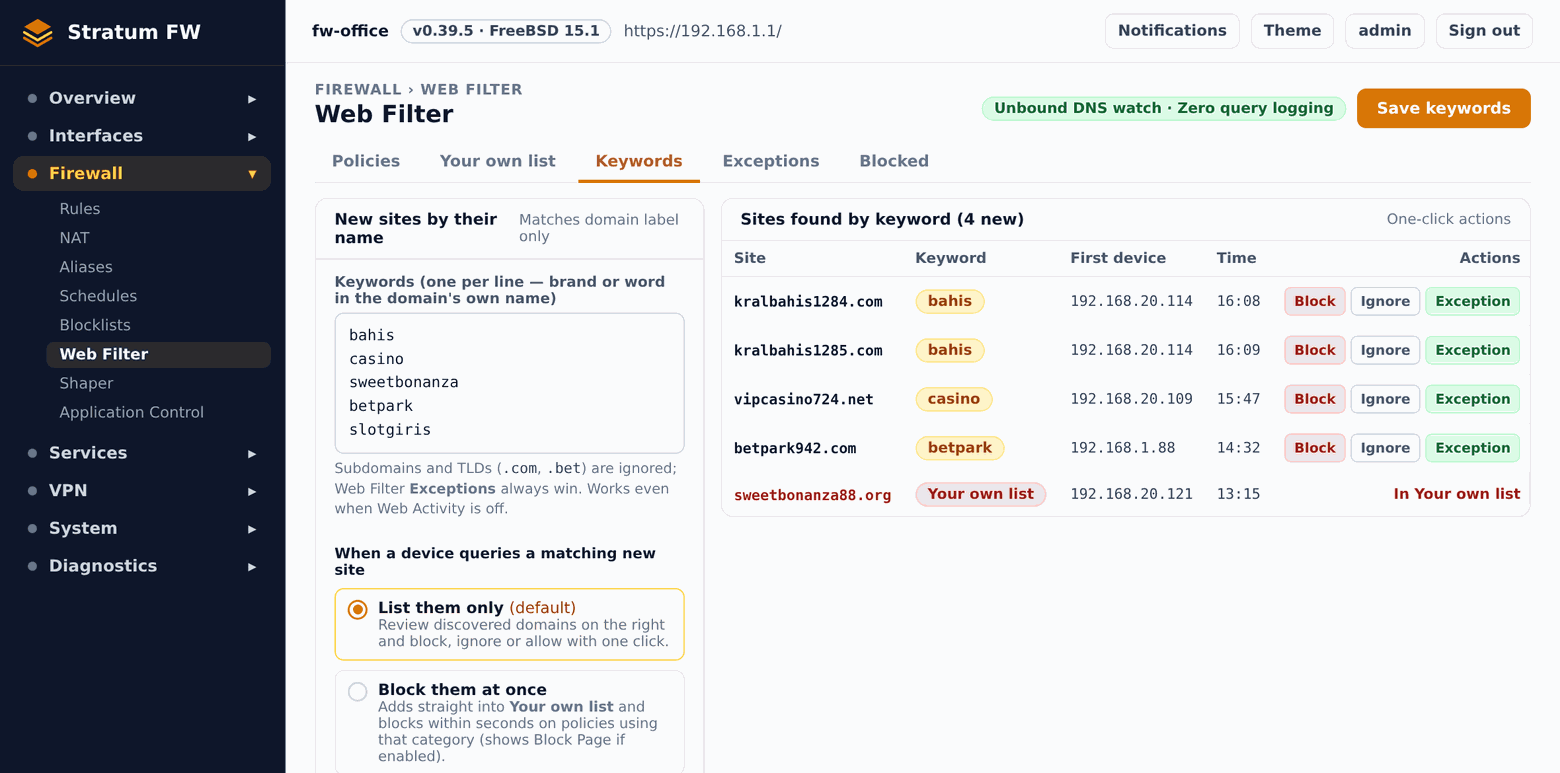 Stratum FW
fw-office
v0.39.5 · FreeBSD 15.1
https://192.168.1.1/
Notifications
Theme
admin
Sign out
Overview ▸
Interfaces ▸
Firewall ▾
Rules
NAT
Aliases
Schedules
Blocklists
Web Filter
Shaper
Application Control
Services ▸
VPN ▸
System ▸
Diagnostics ▸
FIREWALL › WEB FILTER
Web Filter
Unbound DNS watch · Zero query logging
Save keywords
Policies
Your own list
Keywords
Exceptions
Blocked
New sites by their
name
Matches domain label
only
Keywords (one per line — brand or word
in the domain's own name)
bahis
casino
sweetbonanza
betpark
slotgiris
Subdomains and TLDs (.com, .bet) are ignored;
Web Filter Exceptions always win. Works even
when Web Activity is off.
When a device queries a matching new
site
List them only (default)
Review discovered domains on the right
and block, ignore or allow with one click.
Block them at once
Adds straight into Your own list and
blocks within seconds on policies using
that category (shows Block Page if
enabled).
Sites found by keyword (4 new)
One-click actions
Site Keyword First device Time Actions
kralbahis1284.com bahis 192.168.20.114 16:08 Block Ignore Exception
kralbahis1285.com bahis 192.168.20.114 16:09 Block Ignore Exception
vipcasino724.net casino 192.168.20.109 15:47 Block Ignore Exception
betpark942.com betpark 192.168.1.88 14:32 Block Ignore Exception
sweetbonanza88.org Your own list 192.168.20.121 13:15 In Your own list